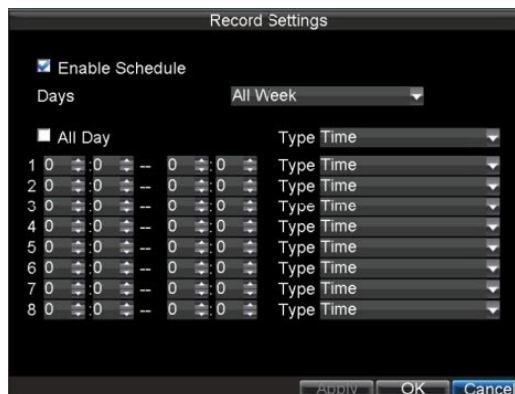 Record Settings
Enable Schedule
Days All Week
All Day Type Time
1 0 :0 -- 0 :0 Type Time
2 0 :0 -- 0 :0 Type Time
3 0 :0 -- 0 :0 Type Time
4 0 :0 -- 0 :0 Type Time
5 0 :0 -- 0 :0 Type Time
6 0 :0 -- 0 :0 Type Time
7 0 :0 -- 0 :0 Type Time
8 0 :0 -- 0 :0 Type Time
Apply OK Cancel